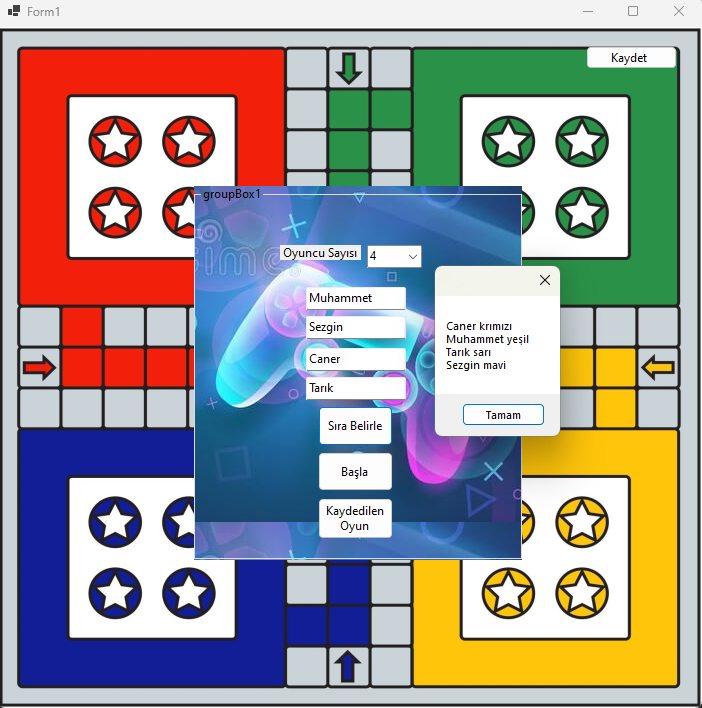 Form1
Kaydet
groupBox1
Oyuncu Sayısı
4
Muhammet
Sezgin
Caner
Tarık
Caner krımızı
Muhammet yeşil
Tarık sarı
Sezgin mavi
Tamam
Sıra Belirle
Başla
Kaydedilen
Oyun